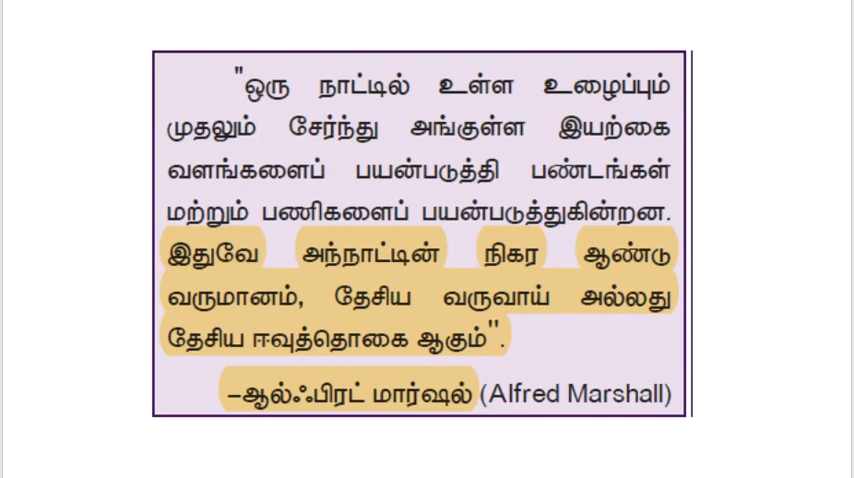 "ஒரு நாட்டில் உள்ள உழைப்பும்
முதலும் சேர்ந்து அங்குள்ள இயற்கை
வளங்களைப் பயன்படுத்தி பண்டங்கள்
மற்றும் பணிகளைப் பயன்படுத்துகின்றன.
இதுவே அந்நாட்டின் நிகர ஆண்டு
வருமானம், தேசிய வருவாய் அல்லது
தேசிய ஈவுத்தொகை ஆகும்".
–ஆல்ஃபிரட் மார்ஷல் (Alfred Marshall)